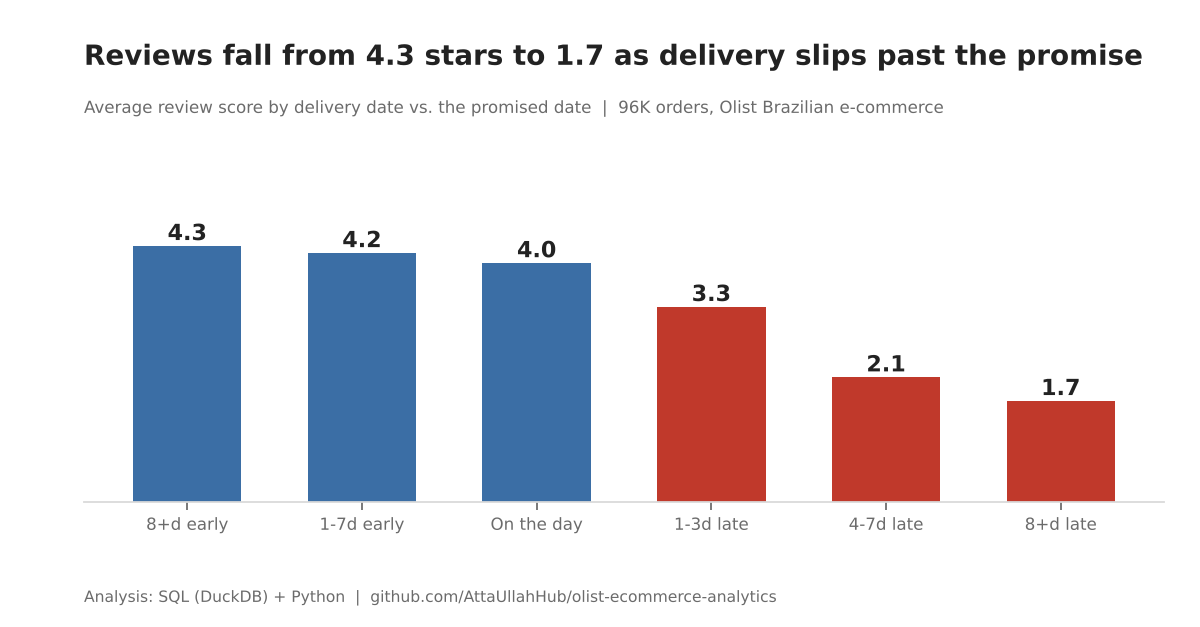 Reviews fall from 4.3 stars to 1.7 as delivery slips past the promise
Average review score by delivery date vs. the promised date | 96K orders, Olist Brazilian e-commerce
4.3
4.2
4.0
3.3
2.1
1.7
8+d early
1-7d early
On the day
1-3d late
4-7d late
8+d late
Analysis: SQL (DuckDB) + Python | github.com/AttaUllahHub/olist-ecommerce-analytics